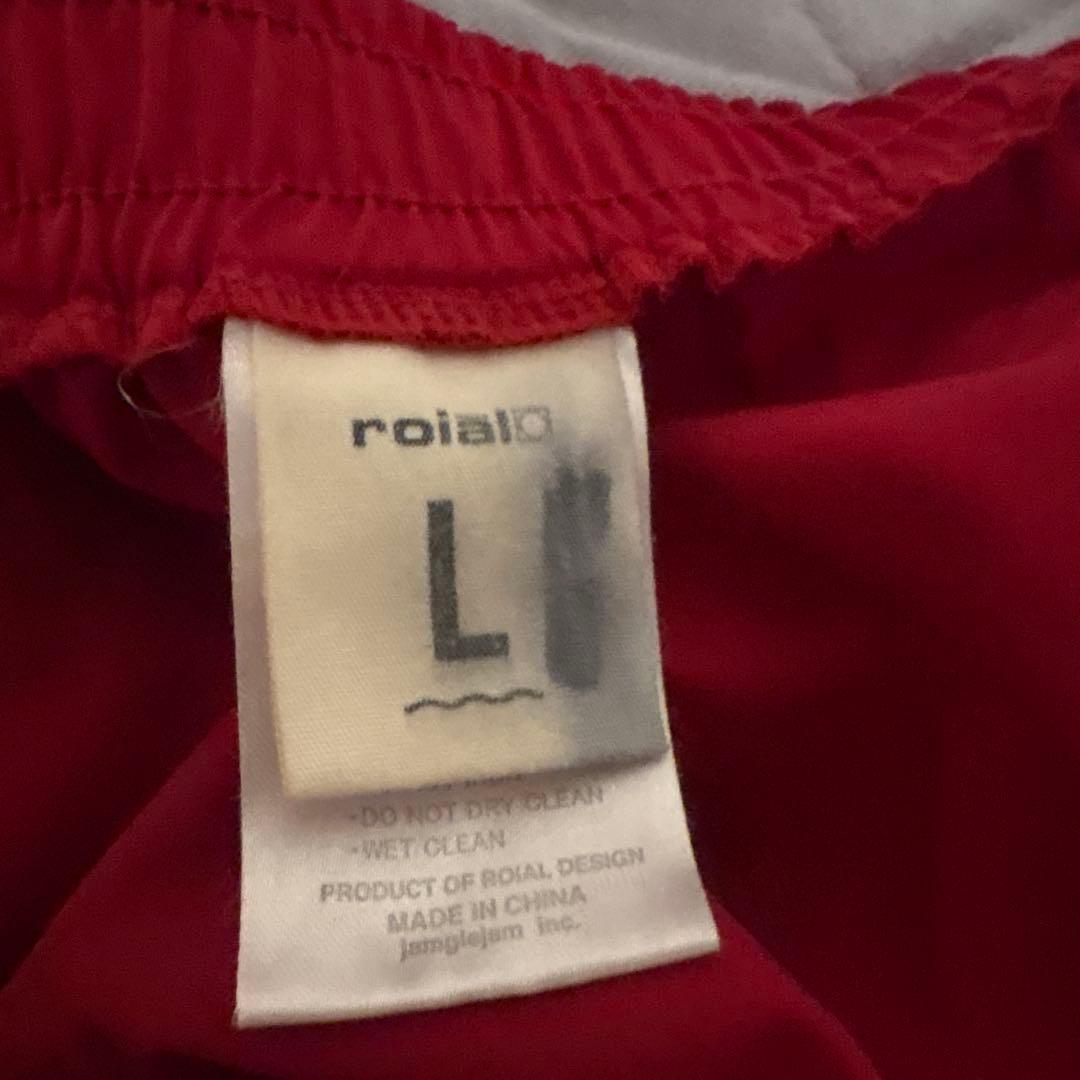 roial
L
-DO NOT DRY CLEAN
-WET CLEAN
PRODUCT OF ROIAL DESIGN
MADE IN CHINA
jamglejam inc.